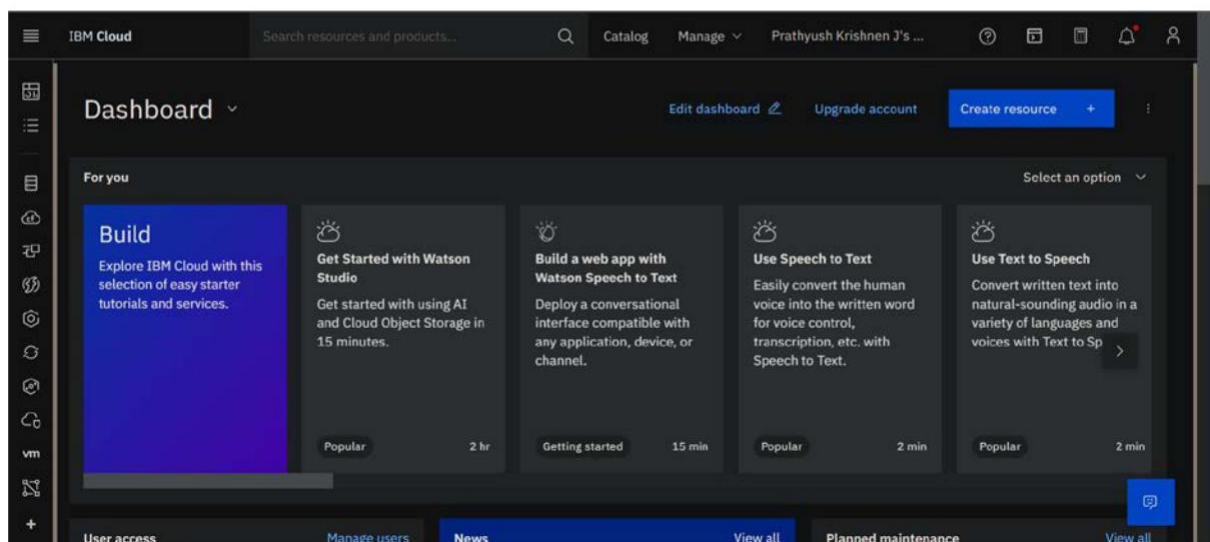 IBM Cloud
Search resources and products...
Catalog
Manage
Prathyush Krishnen J's ...
Dashboard
Edit dashboard
Upgrade account
Create resource +
For you
Select an option
Build
Explore IBM Cloud with this
selection of easy starter
tutorials and services.
Get Started with Watson
Studio
Get started with using AI
and Cloud Object Storage in
15 minutes.
Popular
2 hr
Build a web app with
Watson Speech to Text
Deploy a conversational
interface compatible with
any application, device, or
channel.
Getting started
15 min
Use Speech to Text
Easily convert the human
voice into the written word
for voice control,
transcription, etc. with
Speech to Text.
Popular
2 min
Use Text to Speech
Convert written text into
natural-sounding audio in a
variety of languages and
voices with Text to Sp
Popular
2 min
vm
User access
Manage users
News
View all
Planned maintenance
View all